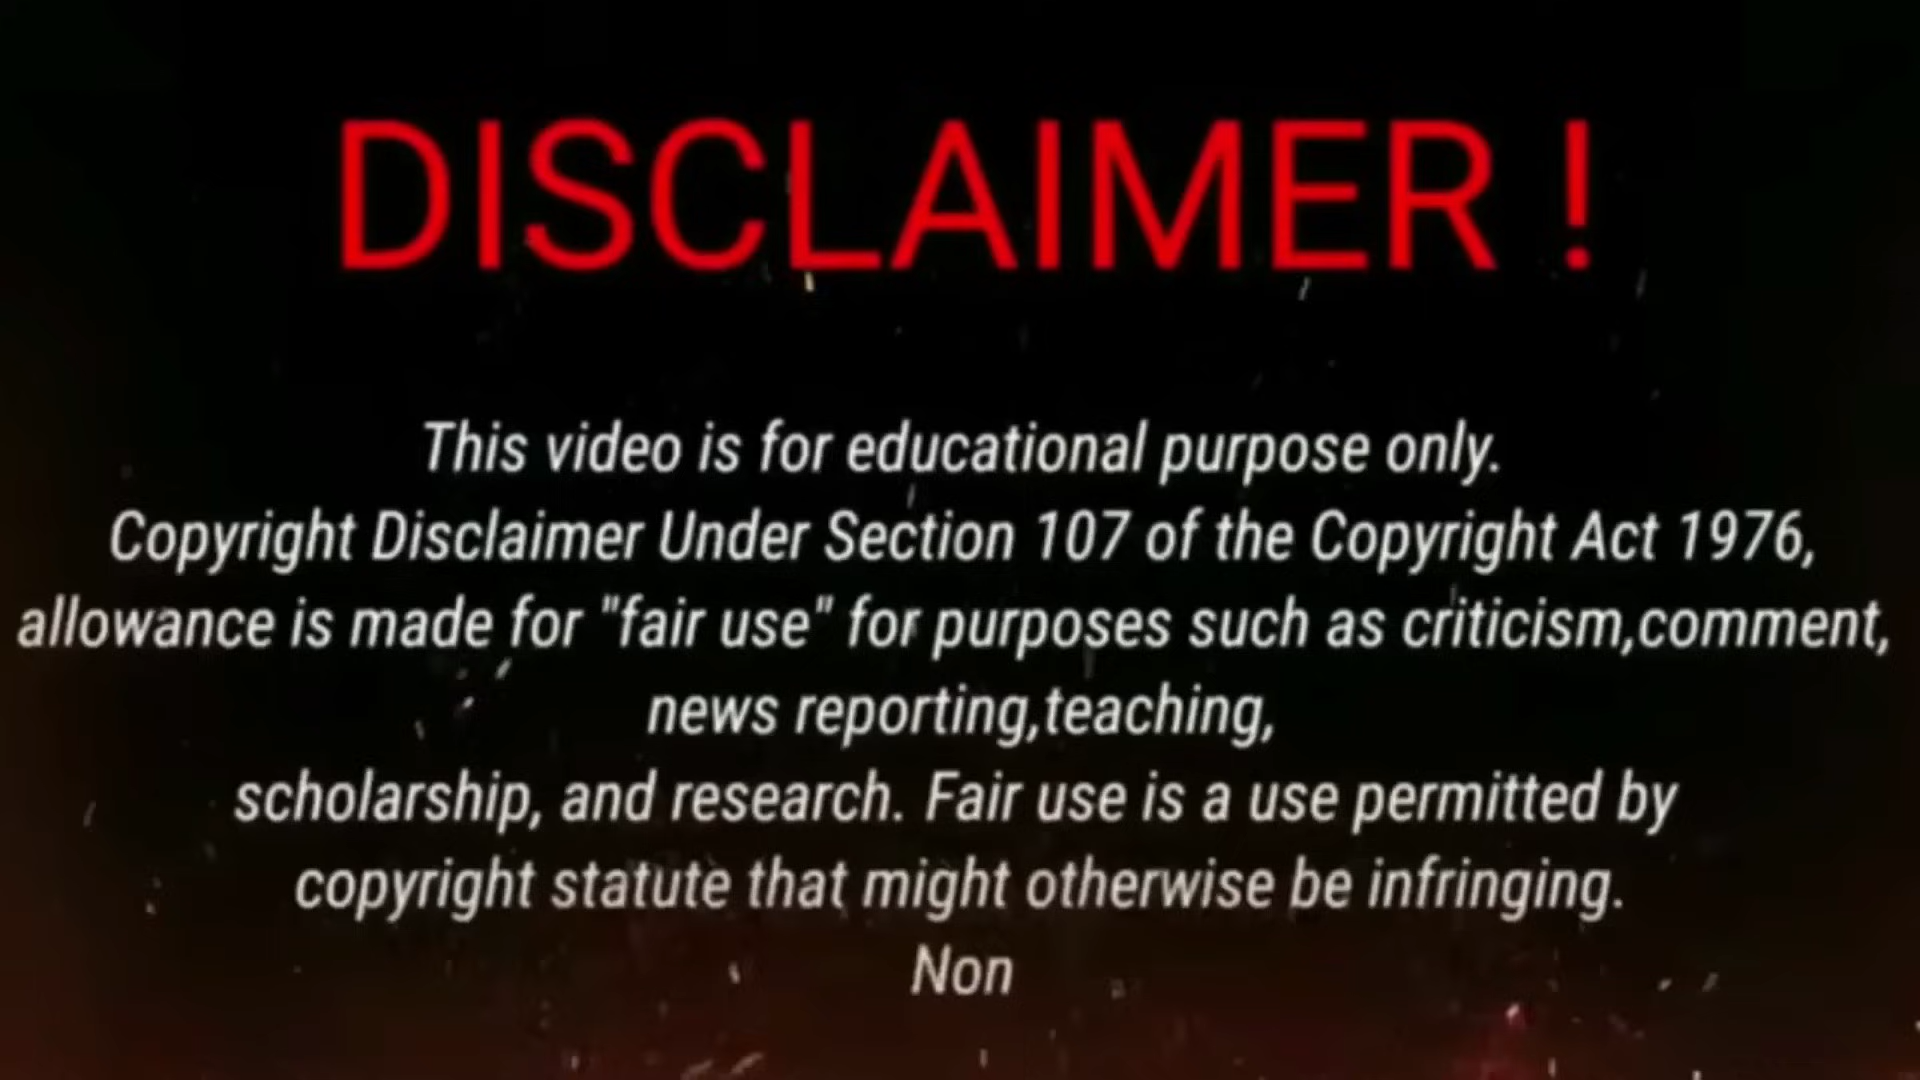 DISCLAIMER !
This video is for educational purpose only.
Copyright Disclaimer Under Section 107 of the Copyright Act 1976,
allowance is made for "fair use" for purposes such as criticism,comment,
news reporting,teaching,
scholarship, and research. Fair use is a use permitted by
copyright statute that might otherwise be infringing.
Non